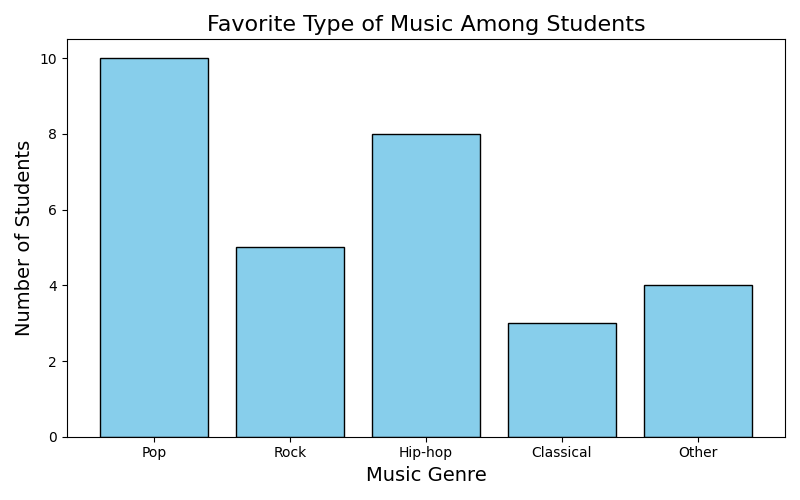 Favorite Type of Music Among Students
Number of Students
10
8
6
4
2
0
Pop Rock Hip-hop Classical Other
Music Genre